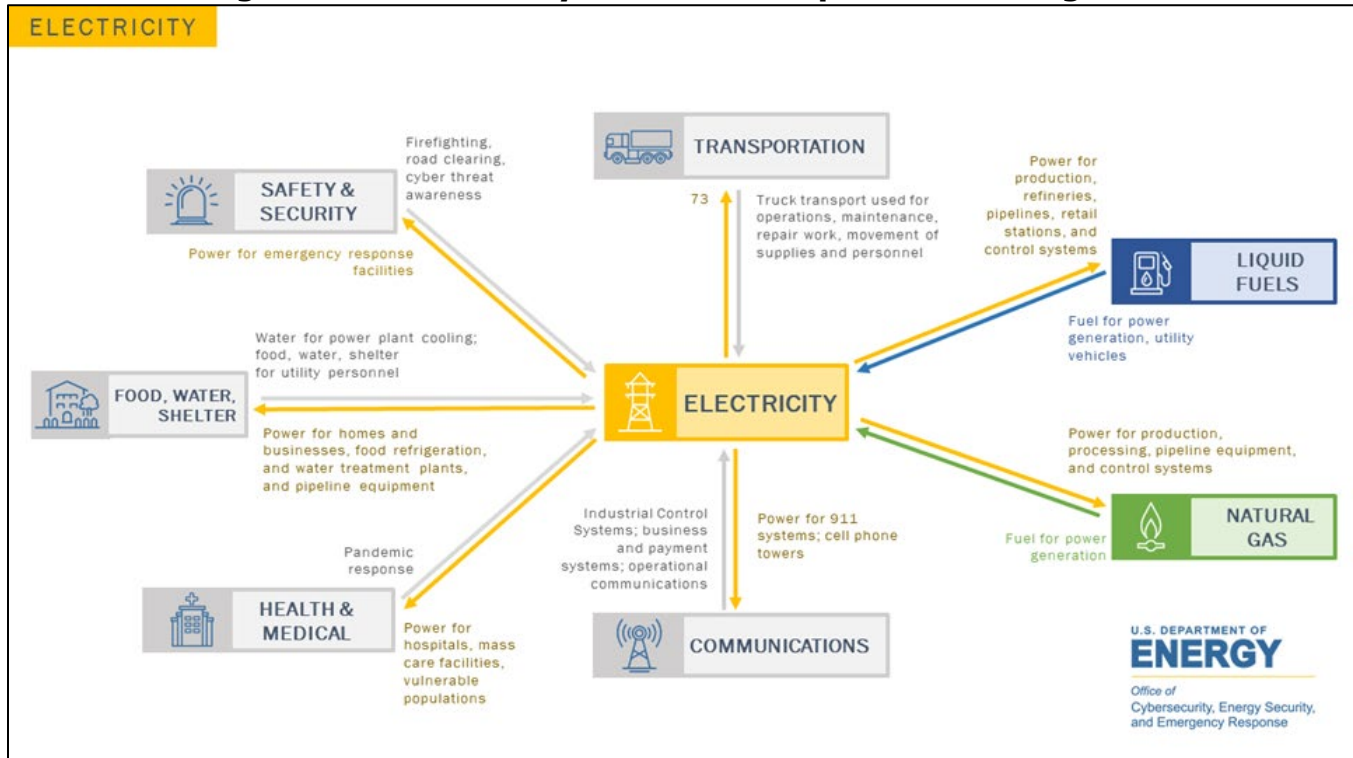 ELECTRICITY
Firefighting,
road clearing,
cyber threat
awareness
SAFETY &
SECURITY
Power for emergency response
facilities
TRANSPORTATION
73
Truck transport used for
operations, maintenance,
repair work, movement of
supplies and personnel
Power for
production,
refineries,
pipelines, retail
stations, and
control systems
LIQUID
FUELS
Fuel for power
generation, utility
vehicles
Water for power plant cooling;
food, water, shelter
for utility personnel
FOOD, WATER,
SHELTER
Power for homes and
businesses, food refrigeration,
and water treatment plants,
and pipeline equipment
ELECTRICITY
Power for production,
processing, pipeline equipment,
and control systems
NATURAL
GAS
Fuel for power
generation
Pandemic
response
HEALTH &
MEDICAL
Power for
hospitals, mass
care facilities,
vulnerable
populations
Industrial Control
Systems; business
and payment
systems; operational
communications
Power for 911
systems; cell phone
towers
COMMUNICATIONS
U.S. DEPARTMENT OF
ENERGY
Office of
Cybersecurity, Energy Security,
and Emergency Response